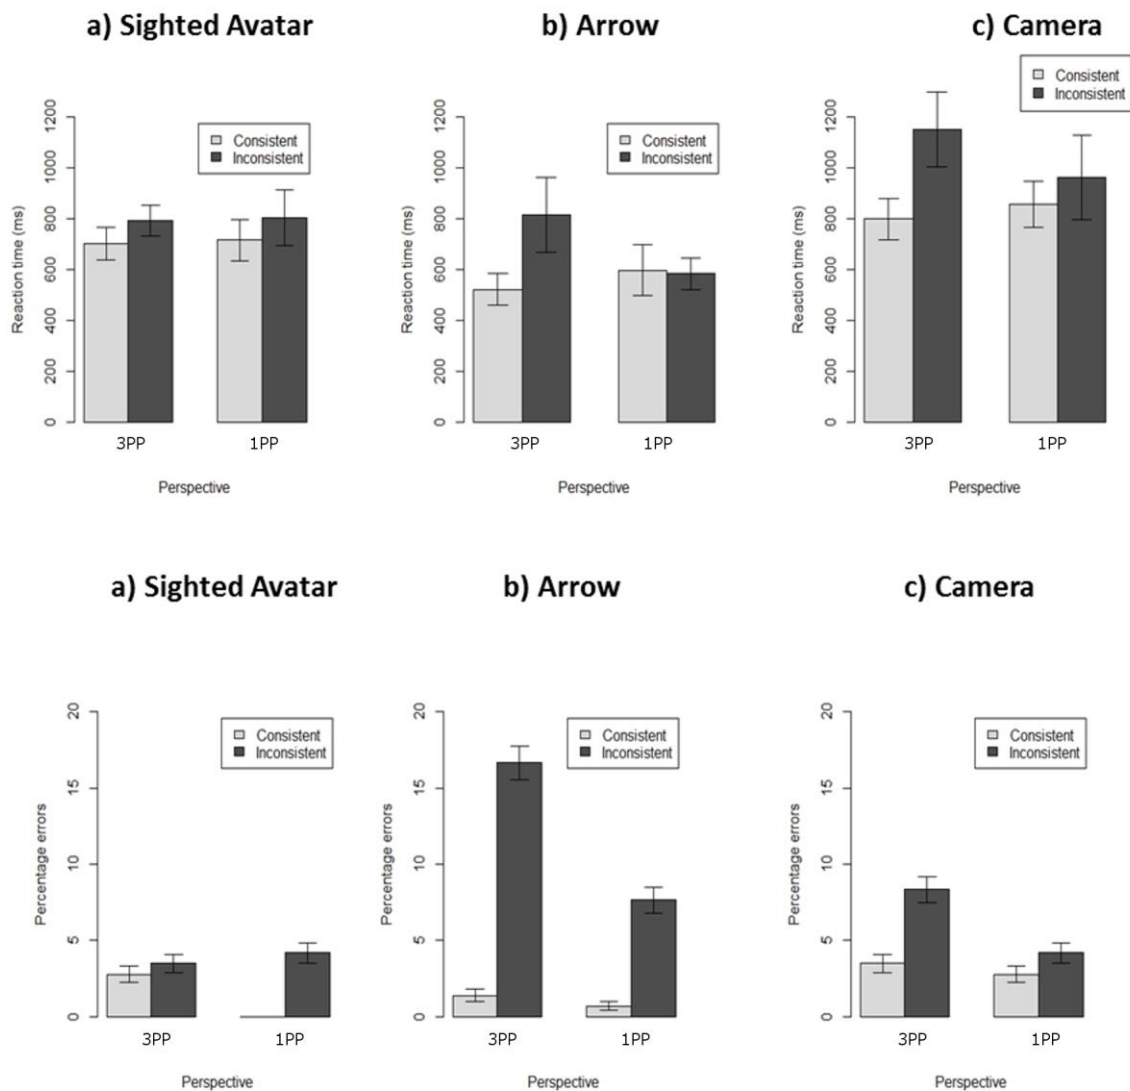 a) Sighted Avatar
b) Arrow
c) Camera
Consistent
Inconsistent
Consistent
Inconsistent
Consistent
Inconsistent
Reaction time (ms)
0 200 400 600 800 1000 1200
3PP 1PP
Perspective
Reaction time (ms)
0 200 400 600 800 1000 1200
3PP 1PP
Perspective
Reaction time (ms)
0 200 400 600 800 1000 1200
3PP 1PP
Perspective
a) Sighted Avatar
b) Arrow
c) Camera
Consistent
Inconsistent
Consistent
Inconsistent
Consistent
Inconsistent
Percentage errors
0 5 10 15 20
3PP 1PP
Perspective
Percentage errors
0 5 10 15 20
3PP 1PP
Perspective
Percentage errors
0 5 10 15 20
3PP 1PP
Perspective